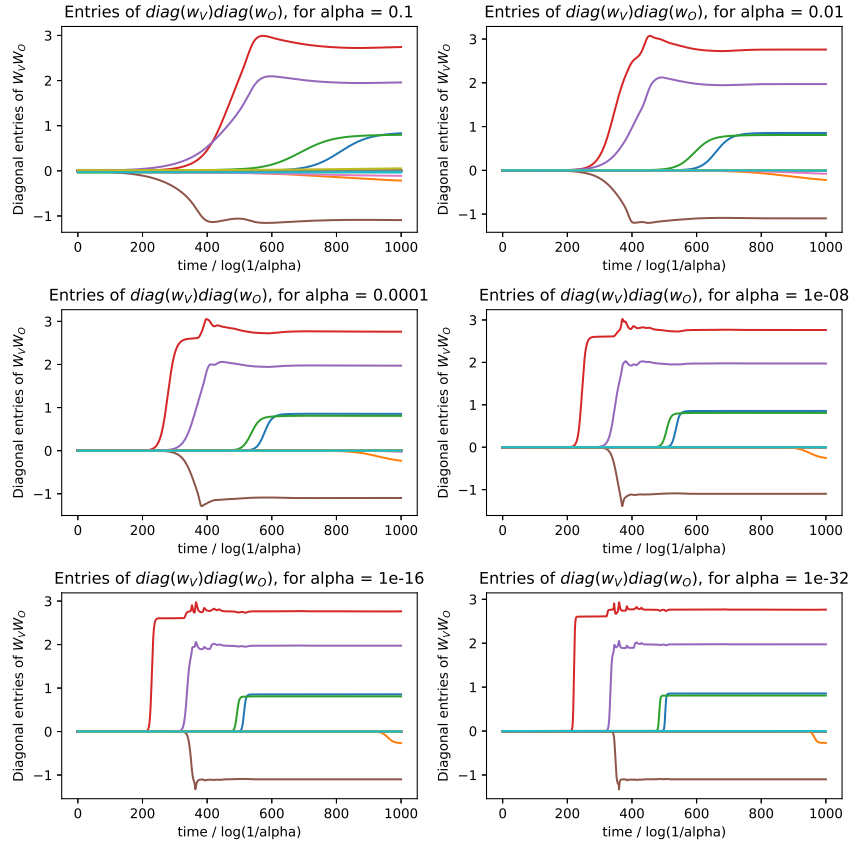 Entries of diag(w_V)diag(w_O), for alpha = 0.1
Diagonal entries of W_VW_O
3
2
1
0
−1
0 200 400 600 800 1000
time / log(1/alpha)
Entries of diag(w_V)diag(w_O), for alpha = 0.01
Diagonal entries of W_VW_O
3
2
1
0
−1
0 200 400 600 800 1000
time / log(1/alpha)
Entries of diag(w_V)diag(w_O), for alpha = 0.0001
Diagonal entries of W_VW_O
3
2
1
0
−1
0 200 400 600 800 1000
time / log(1/alpha)
Entries of diag(w_V)diag(w_O), for alpha = 1e-08
Diagonal entries of W_VW_O
3
2
1
0
−1
0 200 400 600 800 1000
time / log(1/alpha)
Entries of diag(w_V)diag(w_O), for alpha = 1e-16
Diagonal entries of W_VW_O
3
2
1
0
−1
0 200 400 600 800 1000
time / log(1/alpha)
Entries of diag(w_V)diag(w_O), for alpha = 1e-32
Diagonal entries of W_VW_O
3
2
1
0
−1
0 200 400 600 800 1000
time / log(1/alpha)